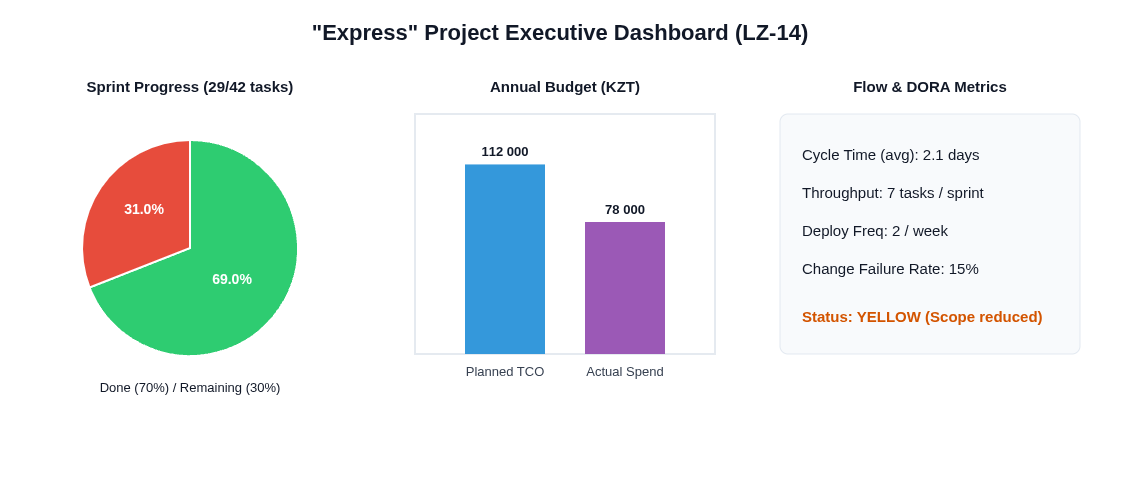 "Express" Project Executive Dashboard (LZ-14)
Sprint Progress (29/42 tasks)
31.0%
69.0%
Done (70%) / Remaining (30%)
Annual Budget (KZT)
112 000
78 000
Planned TCO
Actual Spend
Flow & DORA Metrics
Cycle Time (avg): 2.1 days
Throughput: 7 tasks / sprint
Deploy Freq: 2 / week
Change Failure Rate: 15%
Status: YELLOW (Scope reduced)